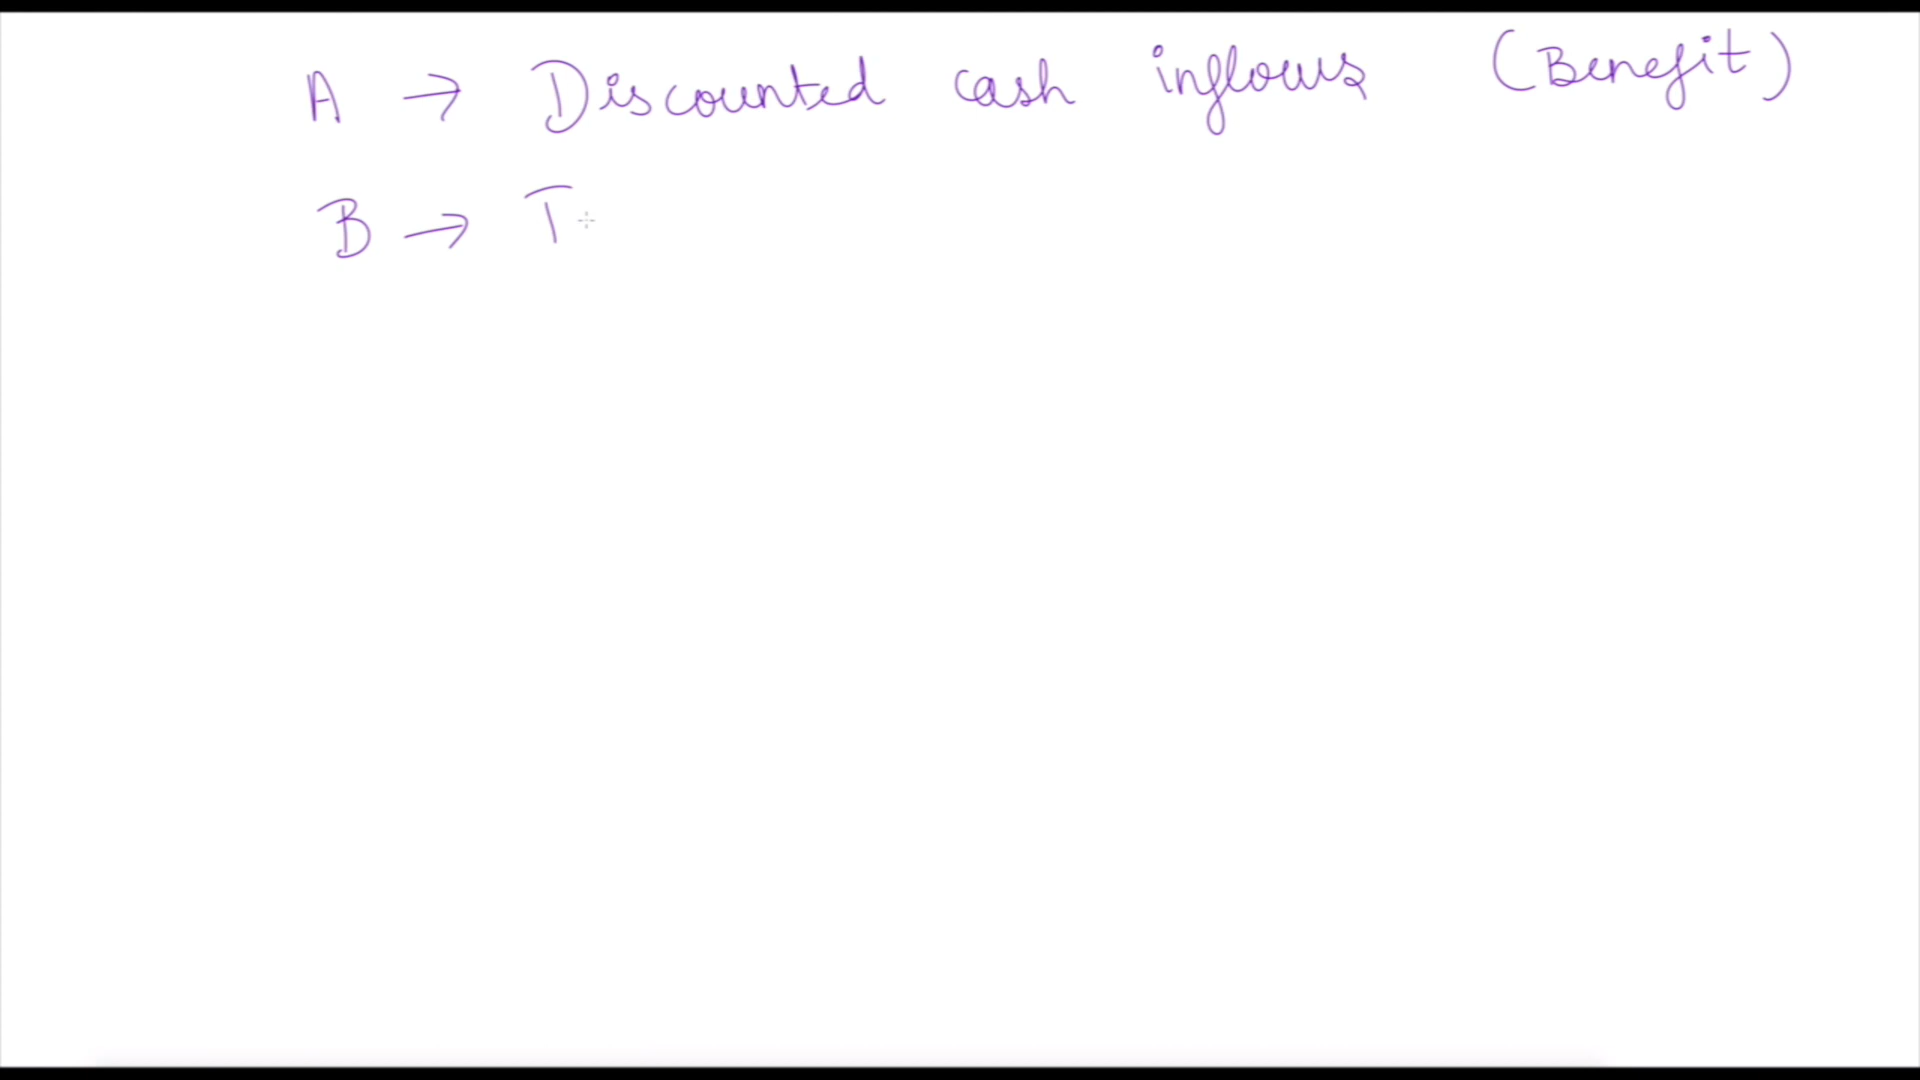 A → Discounted cash inflows (Benefit)
B → T